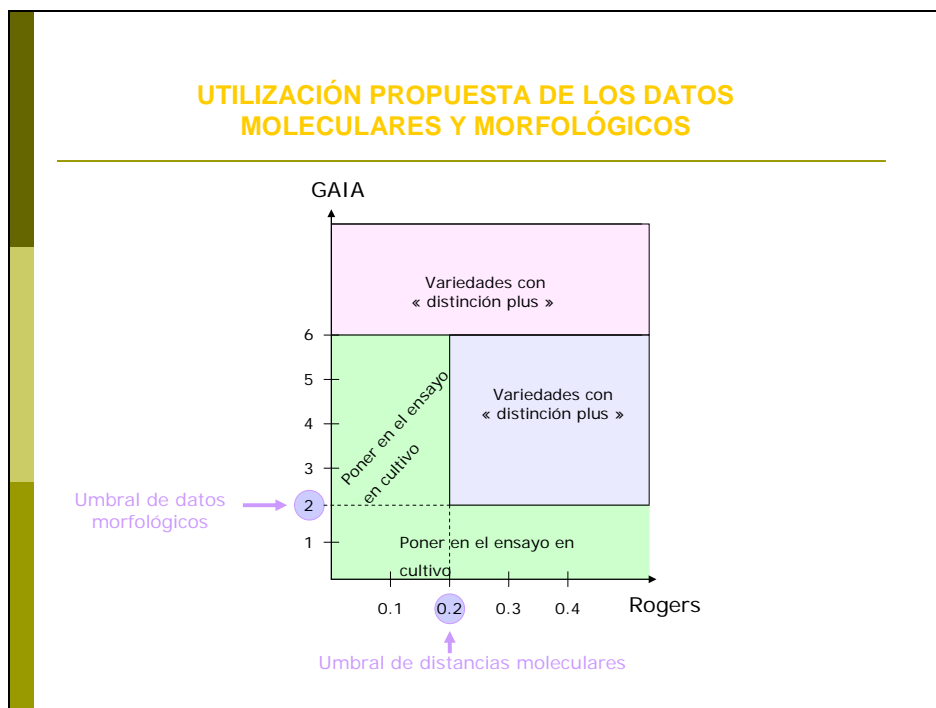 UTILIZACIÓN PROPUESTA DE LOS DATOS
MOLECULARES Y MORFOLÓGICOS
GAIA
Variedades con
« distinción plus »
6
5
4
3
2
1
Variedades con
« distinción plus »
Poner en el ensayo
en cultivo
Umbral de datos
morfológicos
Poner en el ensayo en
cultivo
0.1
0.2
0.3
0.4
Rogers
Umbral de distancias moleculares